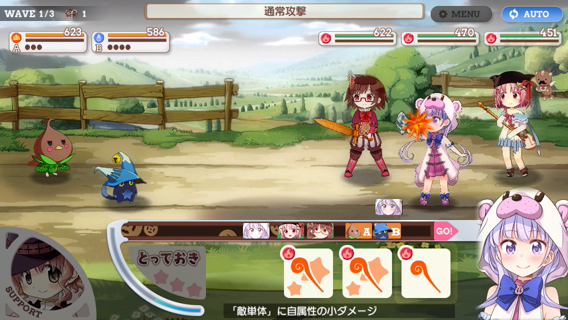 WAVE 1/3 1
通常攻撃
MENU
AUTO
623
586
622
470
451
A
B
A B GO!
とっておき
SUPPORT
「敵単体」に自属性の小ダメージ